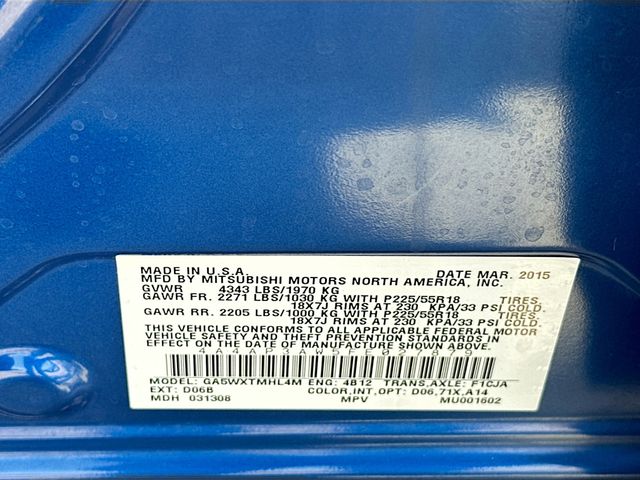 MADE IN U.S.A. DATE MAR. 2015
MFD BY MITSUBISHI MOTORS NORTH AMERICA, INC.
GVWR 4343 LBS/1970 KG
GAWR FR. 2271 LBS/1030 KG WITH P225/55R18 TIRES,
18X7J RIMS AT 230 KPA/33 PSI COLD.
GAWR RR. 2205 LBS/1000 KG WITH P225/55R18 TIRES,
18X7J RIMS AT 230 KPA/33 PSI COLD.
THIS VEHICLE CONFORMS TO ALL APPLICABLE FEDERAL MOTOR
VEHICLE SAFETY, BUMPER, AND THEFT PREVENTION STANDARDS IN
EFFECT ON THE DATE OF MANUFACTURE SHOWN ABOVE.
4A4AP3AW5FE027879
MODEL: GA5WXTMHL4M ENG: 4B12 TRANS,AXLE: F1CJA
EXT: D06B COLOR,INT,OPT: D06,71X,A14
MDH 031308 MPV MU001602